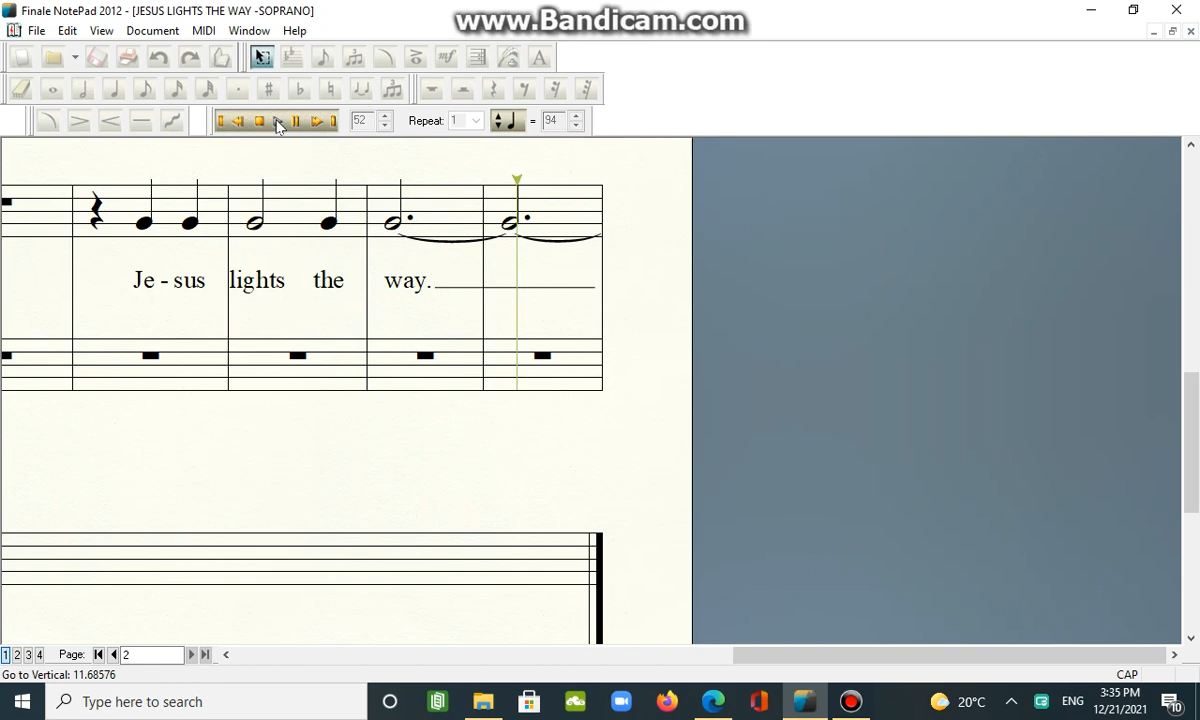 Finale NotePad 2012 - [JESUS LIGHTS THE WAY -SOPRANO]
www.Bandicam.com
File Edit View Document MIDI Window Help
52 Repeat: 1 = 94
Je - sus lights the way.
1 2 3 4 Page: 2
Go to Vertical: 11.68576
CAP
Type here to search
20°C
ENG
3:35 PM
12/21/2021
10